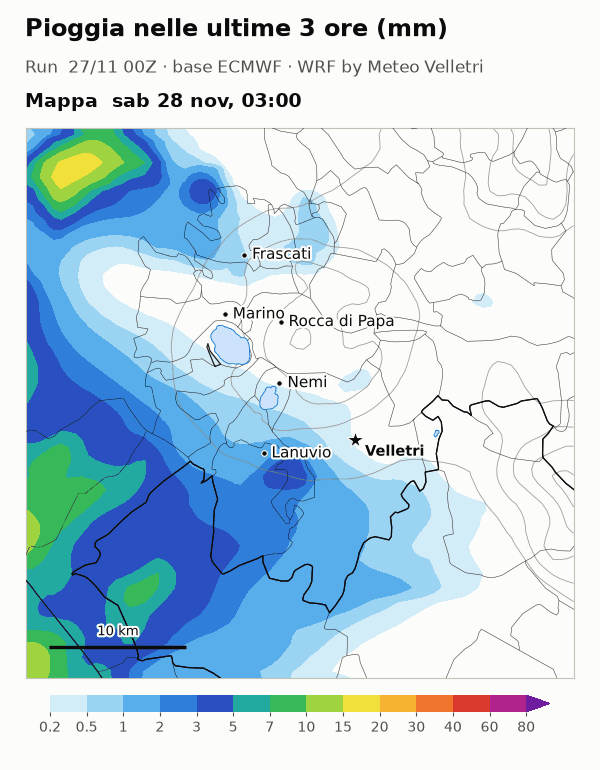 Pioggia nelle ultime 3 ore (mm)
Run  27/11 00Z · base ECMWF · WRF by Meteo Velletri
Mappa  sab 28 nov, 03:00
Frascati
Marino
Rocca di Papa
Nemi
Velletri
Lanuvio
10 km
0.2 0.5 1 2 3 5 7 10 15 20 30 40 60 80